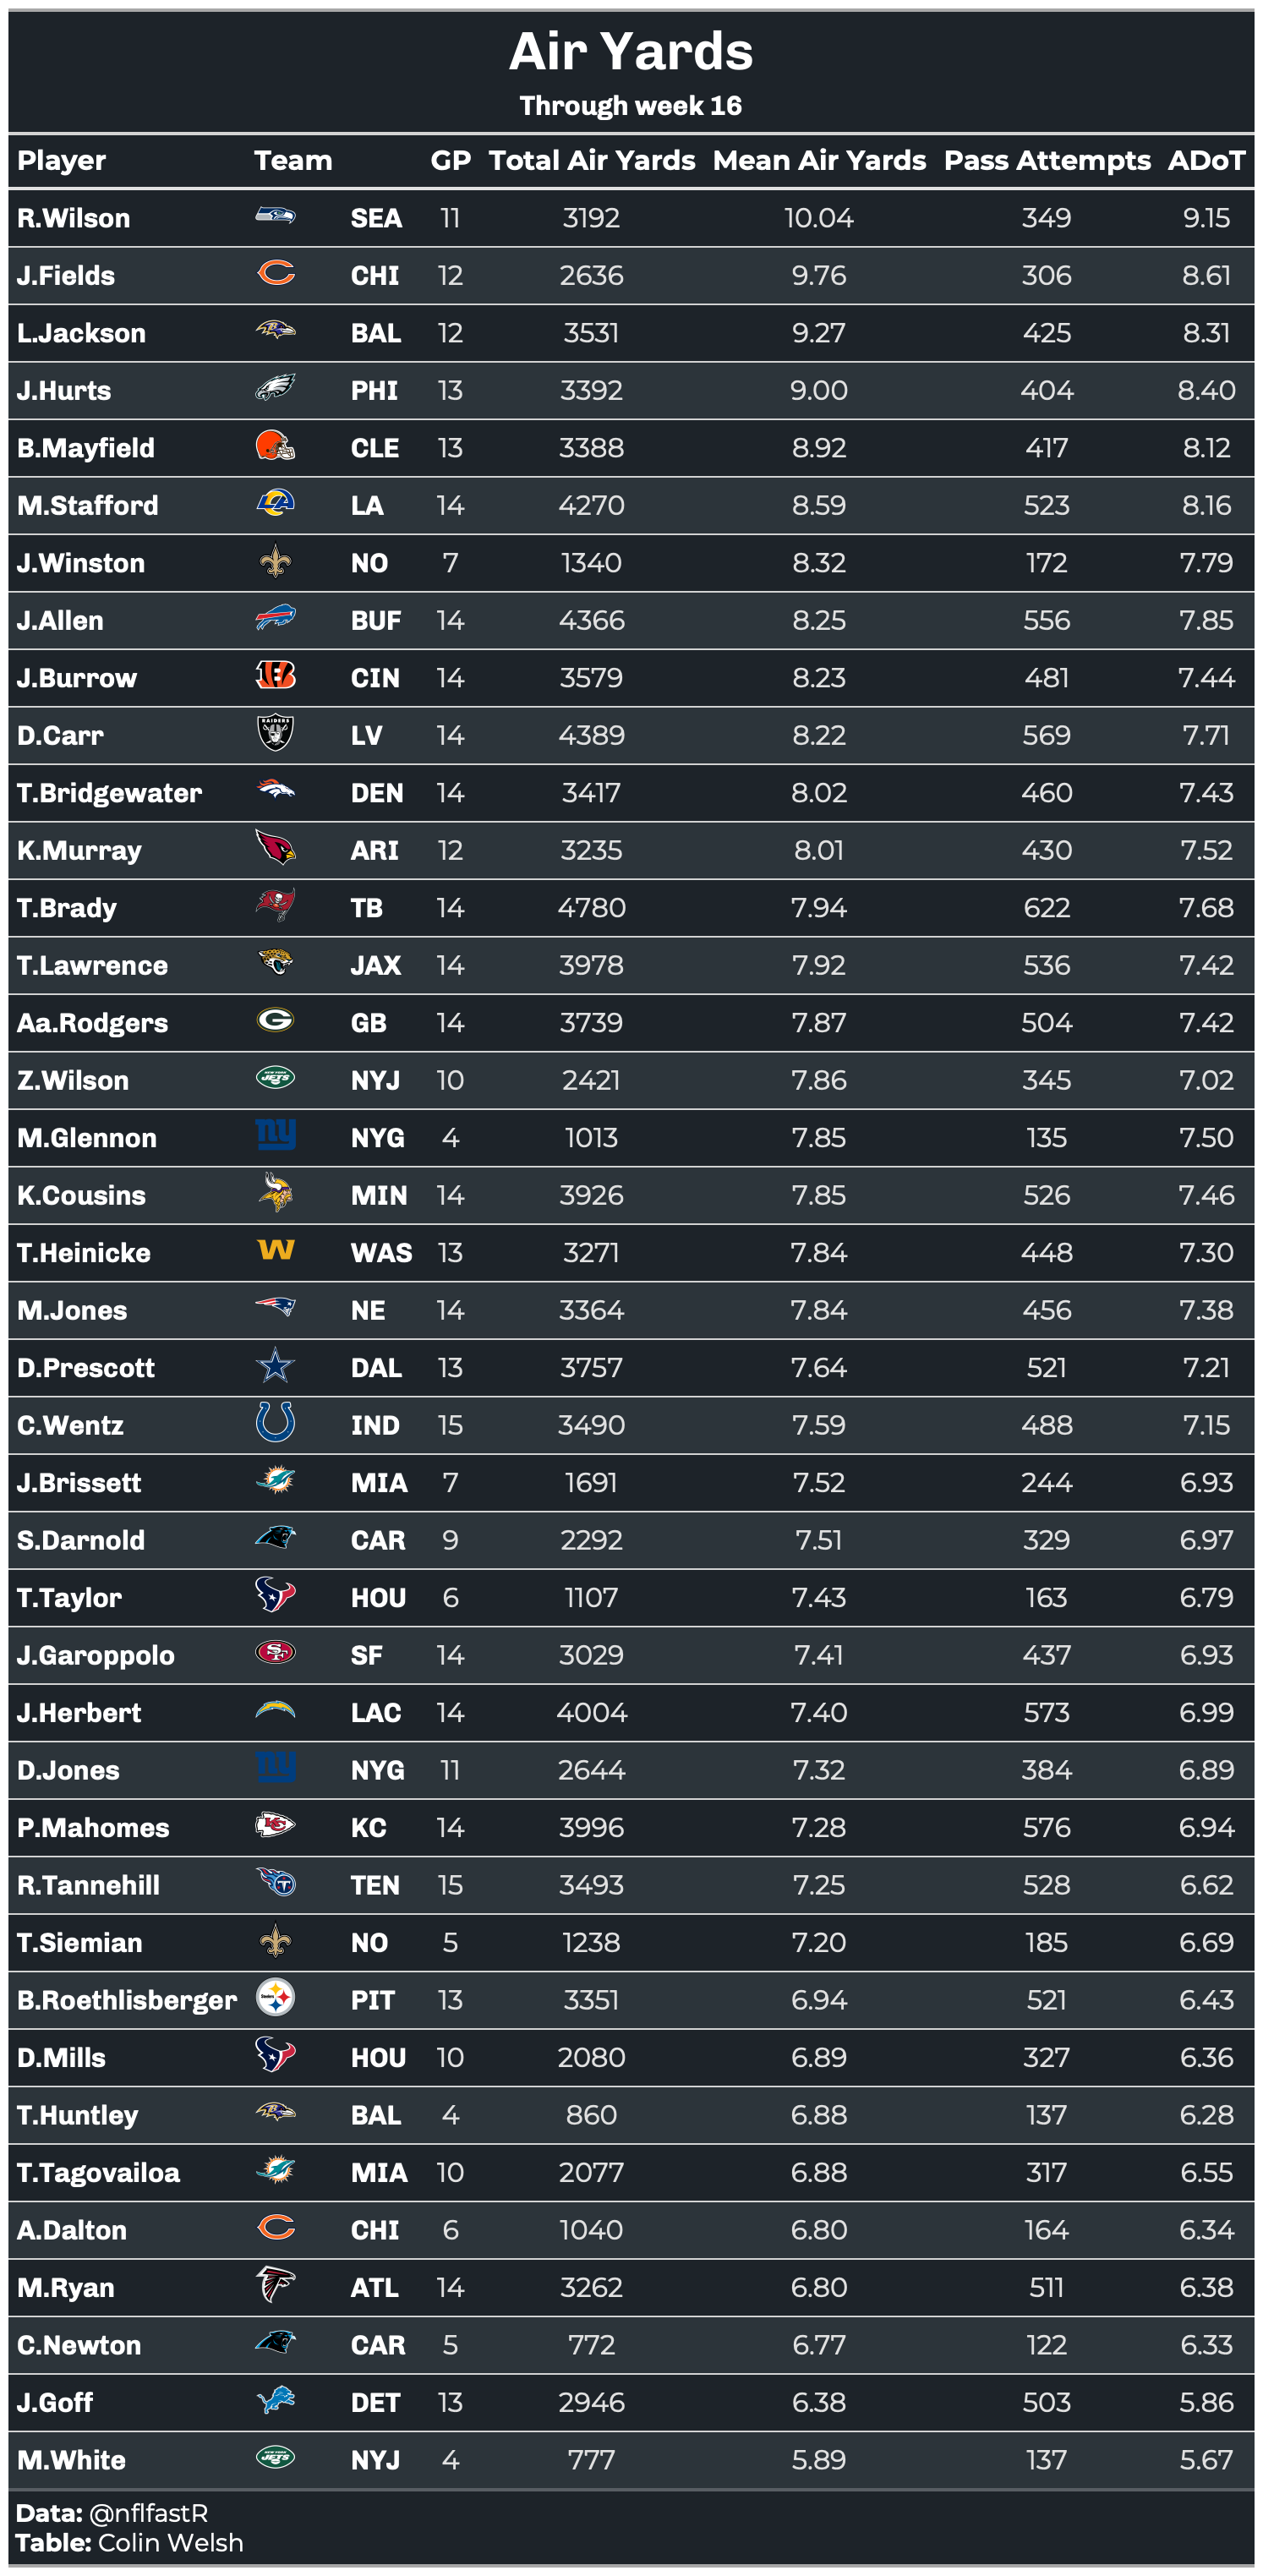 Air Yards
Through week 16
Player Team GP Total Air Yards Mean Air Yards Pass Attempts ADoT
R.Wilson SEA 11 3192 10.04 349 9.15
J.Fields CHI 12 2636 9.76 306 8.61
L.Jackson BAL 12 3531 9.27 425 8.31
J.Hurts PHI 13 3392 9.00 404 8.40
B.Mayfield CLE 13 3388 8.92 417 8.12
M.Stafford LA 14 4270 8.59 523 8.16
J.Winston NO 7 1340 8.32 172 7.79
J.Allen BUF 14 4366 8.25 556 7.85
J.Burrow CIN 14 3579 8.23 481 7.44
D.Carr RAIDERS LV 14 4389 8.22 569 7.71
T.Bridgewater DEN 14 3417 8.02 460 7.43
K.Murray ARI 12 3235 8.01 430 7.52
T.Brady TB 14 4780 7.94 622 7.68
T.Lawrence JAX 14 3978 7.92 536 7.42
Aa.Rodgers G GB 14 3739 7.87 504 7.42
Z.Wilson JETS NYJ 10 2421 7.86 345 7.02
M.Glennon ny NYG 4 1013 7.85 135 7.50
K.Cousins MIN 14 3926 7.85 526 7.46
T.Heinicke W WAS 13 3271 7.84 448 7.30
M.Jones NE 14 3364 7.84 456 7.38
D.Prescott DAL 13 3757 7.64 521 7.21
C.Wentz IND 15 3490 7.59 488 7.15
J.Brissett MIA 7 1691 7.52 244 6.93
S.Darnold CAR 9 2292 7.51 329 6.97
T.Taylor HOU 6 1107 7.43 163 6.79
J.Garoppolo SF SF 14 3029 7.41 437 6.93
J.Herbert LAC 14 4004 7.40 573 6.99
D.Jones ny NYG 11 2644 7.32 384 6.89
P.Mahomes KC KC 14 3996 7.28 576 6.94
R.Tannehill T TEN 15 3493 7.25 528 6.62
T.Siemian NO 5 1238 7.20 185 6.69
B.Roethlisberger Steelers PIT 13 3351 6.94 521 6.43
D.Mills HOU 10 2080 6.89 327 6.36
T.Huntley BAL 4 860 6.88 137 6.28
T.Tagovailoa MIA 10 2077 6.88 317 6.55
A.Dalton CHI 6 1040 6.80 164 6.34
M.Ryan ATL 14 3262 6.80 511 6.38
C.Newton CAR 5 772 6.77 122 6.33
J.Goff DET 13 2946 6.38 503 5.86
M.White JETS NYJ 4 777 5.89 137 5.67
Data: @nflfastR
Table: Colin Welsh